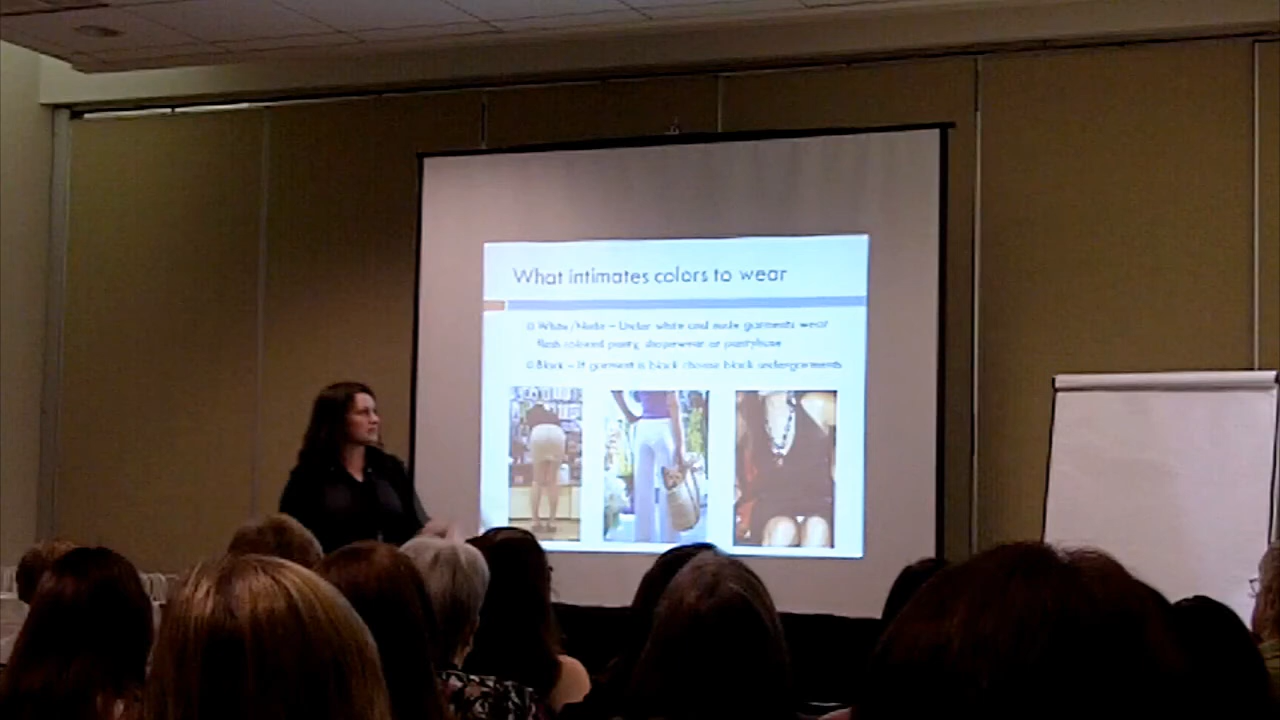 What intimates colors to wear
White/Nude – Under white and nude garments wear
flesh colored panty, shapewear or pantyhose
Black – If garment is black choose black undergarments